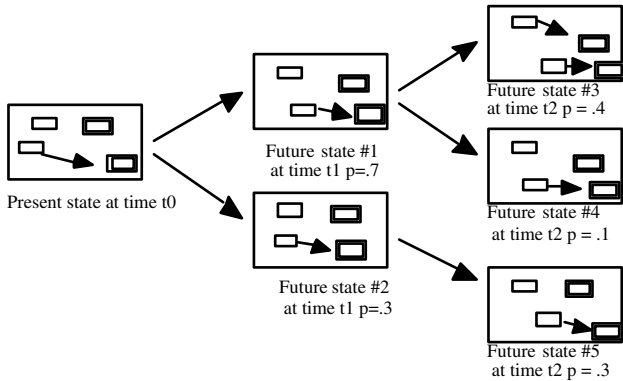 Present state at time t0
Future state #1
at time t1 p=.7
Future state #2
at time t1 p=.3
Future state #3
at time t2 p = .4
Future state #4
at time t2 p = .1
Future state #5
at time t2 p = .3